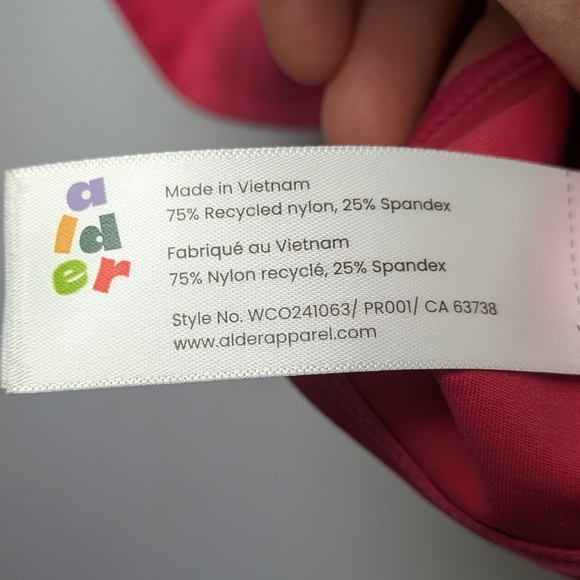 alder
Made in Vietnam
75% Recycled nylon, 25% Spandex
Fabriqué au Vietnam
75% Nylon recyclé, 25% Spandex
Style No. WCO241063/ PR001/ CA 63738
www.alderapparel.com